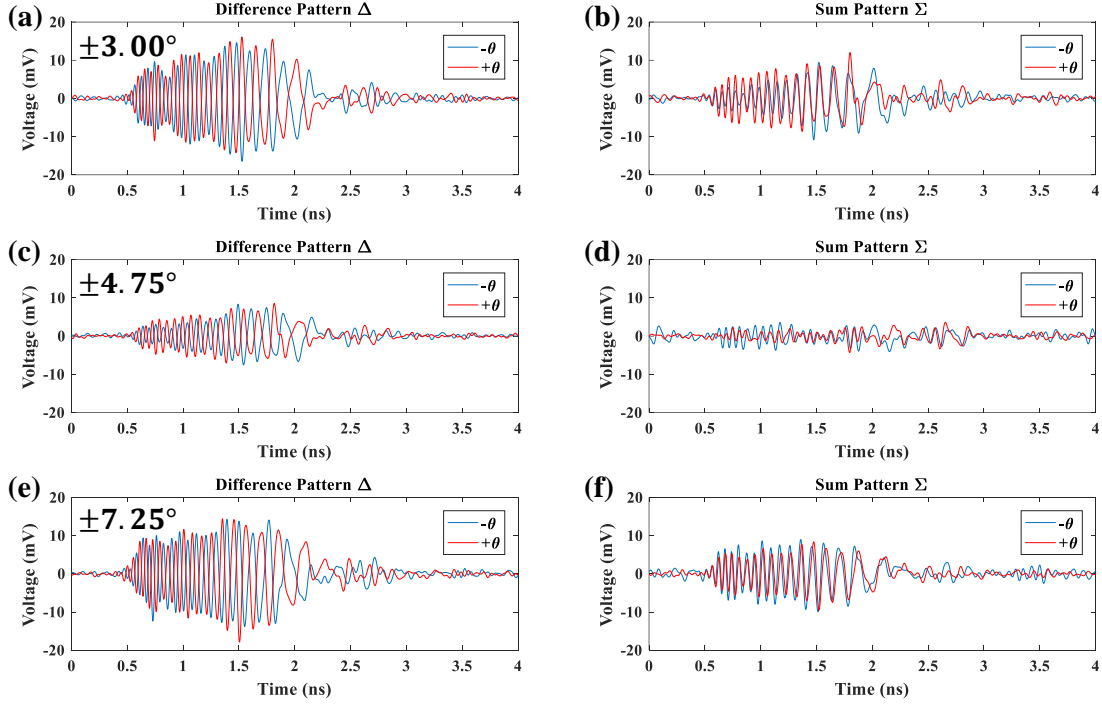 (a)
Difference Pattern Δ
±3.00°
Voltage (mV)
20
10
0
-10
-20
-θ
+θ
0 0.5 1 1.5 2 2.5 3 3.5 4
Time (ns)
(b)
Sum Pattern Σ
Voltage (mV)
20
10
0
-10
-20
-θ
+θ
0 0.5 1 1.5 2 2.5 3 3.5 4
Time (ns)
(c)
Difference Pattern Δ
±4.75°
Voltage (mV)
20
10
0
-10
-20
-θ
+θ
0 0.5 1 1.5 2 2.5 3 3.5 4
Time (ns)
(d)
Sum Pattern Σ
Voltage (mV)
20
10
0
-10
-20
-θ
+θ
0 0.5 1 1.5 2 2.5 3 3.5 4
Time (ns)
(e)
Difference Pattern Δ
±7.25°
Voltage (mV)
20
10
0
-10
-20
-θ
+θ
0 0.5 1 1.5 2 2.5 3 3.5 4
Time (ns)
(f)
Sum Pattern Σ
Voltage (mV)
20
10
0
-10
-20
-θ
+θ
0 0.5 1 1.5 2 2.5 3 3.5 4
Time (ns)